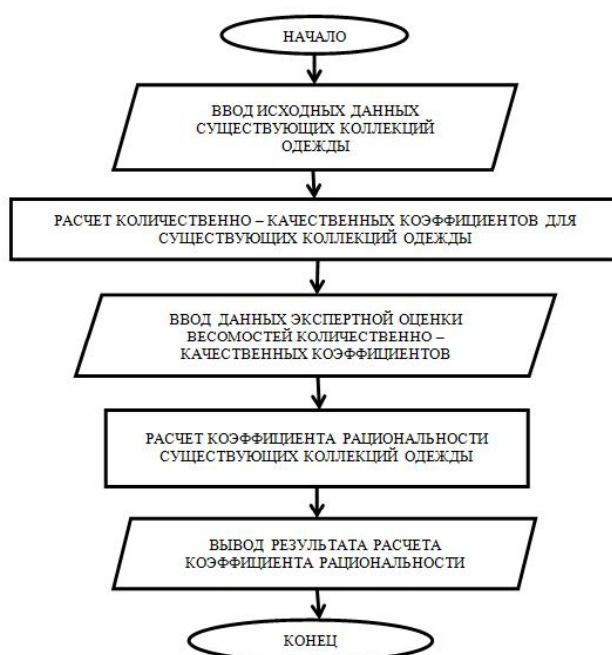 НАЧАЛО
ВВОД ИСХОДНЫХ ДАННЫХ
СУЩЕСТВУЮЩИХ КОЛЛЕКЦИЙ
ОДЕЖДЫ
РАСЧЕТ КОЛИЧЕСТВЕННО – КАЧЕСТВЕННЫХ КОЭФФИЦИЕНТОВ ДЛЯ
СУЩЕСТВУЮЩИХ КОЛЛЕКЦИЙ ОДЕЖДЫ
ВВОД ДАННЫХ ЭКСПЕРТНОЙ ОЦЕНКИ
ВЕСОМОСТЕЙ КОЛИЧЕСТВЕННО –
КАЧЕСТВЕННЫХ КОЭФФИЦИЕНТОВ
РАСЧЕТ КОЭФФИЦИЕНТА РАЦИОНАЛЬНОСТИ
СУЩЕСТВУЮЩИХ КОЛЛЕКЦИЙ ОДЕЖДЫ
ВЫВОД РЕЗУЛЬТАТА РАСЧЕТА
КОЭФФИЦИЕНТА РАЦИОНАЛЬНОСТИ
КОНЕЦ